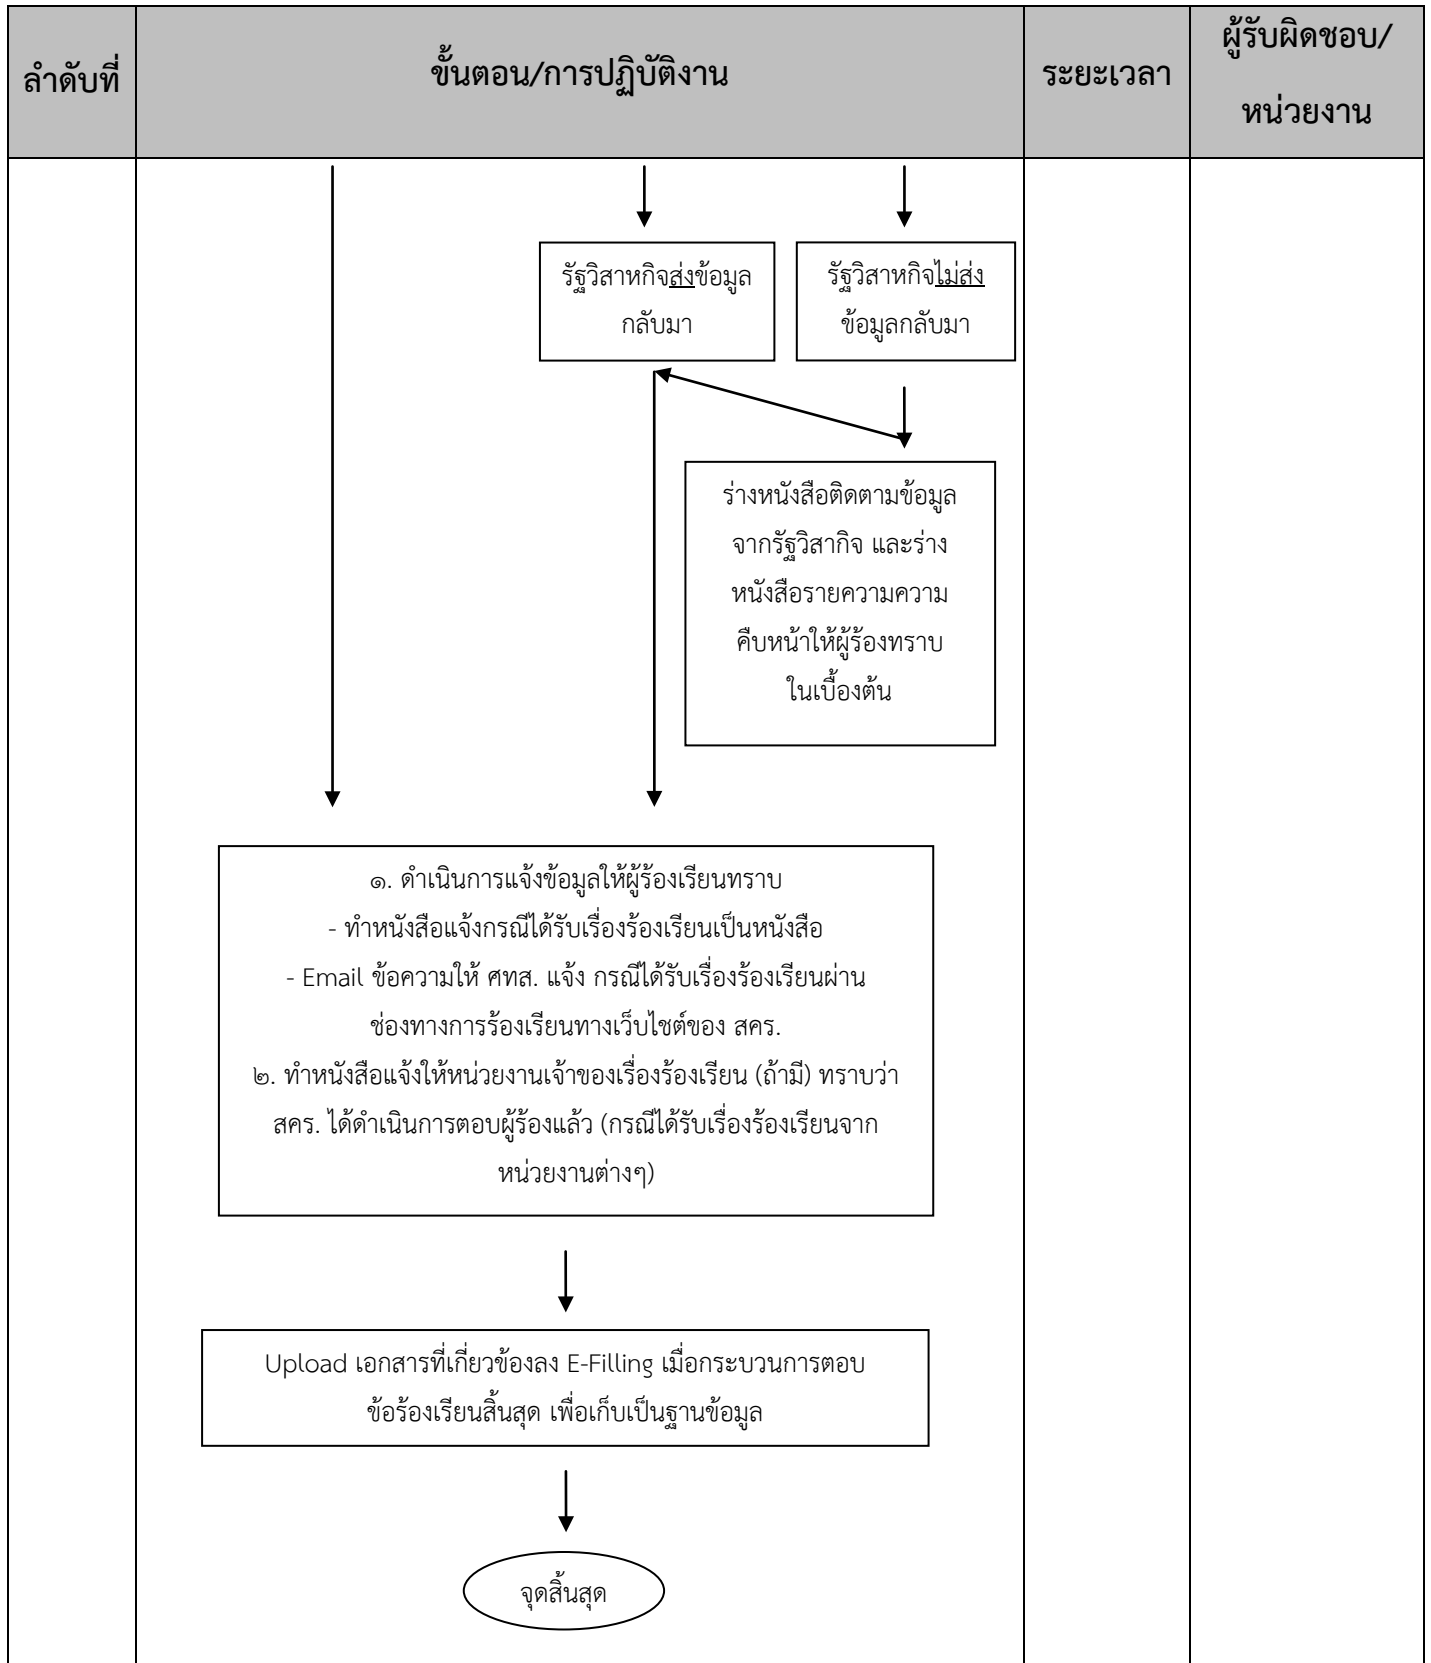 ลำดับที่
ขั้นตอน/การปฏิบัติงาน
ระยะเวลา
ผู้รับผิดชอบ/
หน่วยงาน
รัฐวิสาหกิจส่งข้อมูล
กลับมา
รัฐวิสาหกิจไม่ส่ง
ข้อมูลกลับมา
ร่างหนังสือติดตามข้อมูล
จากรัฐวิสากิจ และร่าง
หนังสือรายความความ
คืบหน้าให้ผู้ร้องทราบ
ในเบื้องต้น
๑. ดำเนินการแจ้งข้อมูลให้ผู้ร้องเรียนทราบ
- ทำหนังสือแจ้งกรณีได้รับเรื่องร้องเรียนเป็นหนังสือ
- Email ข้อความให้ ศทส. แจ้ง กรณีได้รับเรื่องร้องเรียนผ่าน
ช่องทางการร้องเรียนทางเว็บไซต์ของ สคร.
๒. ทำหนังสือแจ้งให้หน่วยงานเจ้าของเรื่องร้องเรียน (ถ้ามี) ทราบว่า
สคร. ได้ดำเนินการตอบผู้ร้องแล้ว (กรณีได้รับเรื่องร้องเรียนจาก
หน่วยงานต่างๆ)
Upload เอกสารที่เกี่ยวข้องลง E-Filling เมื่อกระบวนการตอบ
ข้อร้องเรียนสิ้นสุด เพื่อเก็บเป็นฐานข้อมูล
จุดสิ้นสุด